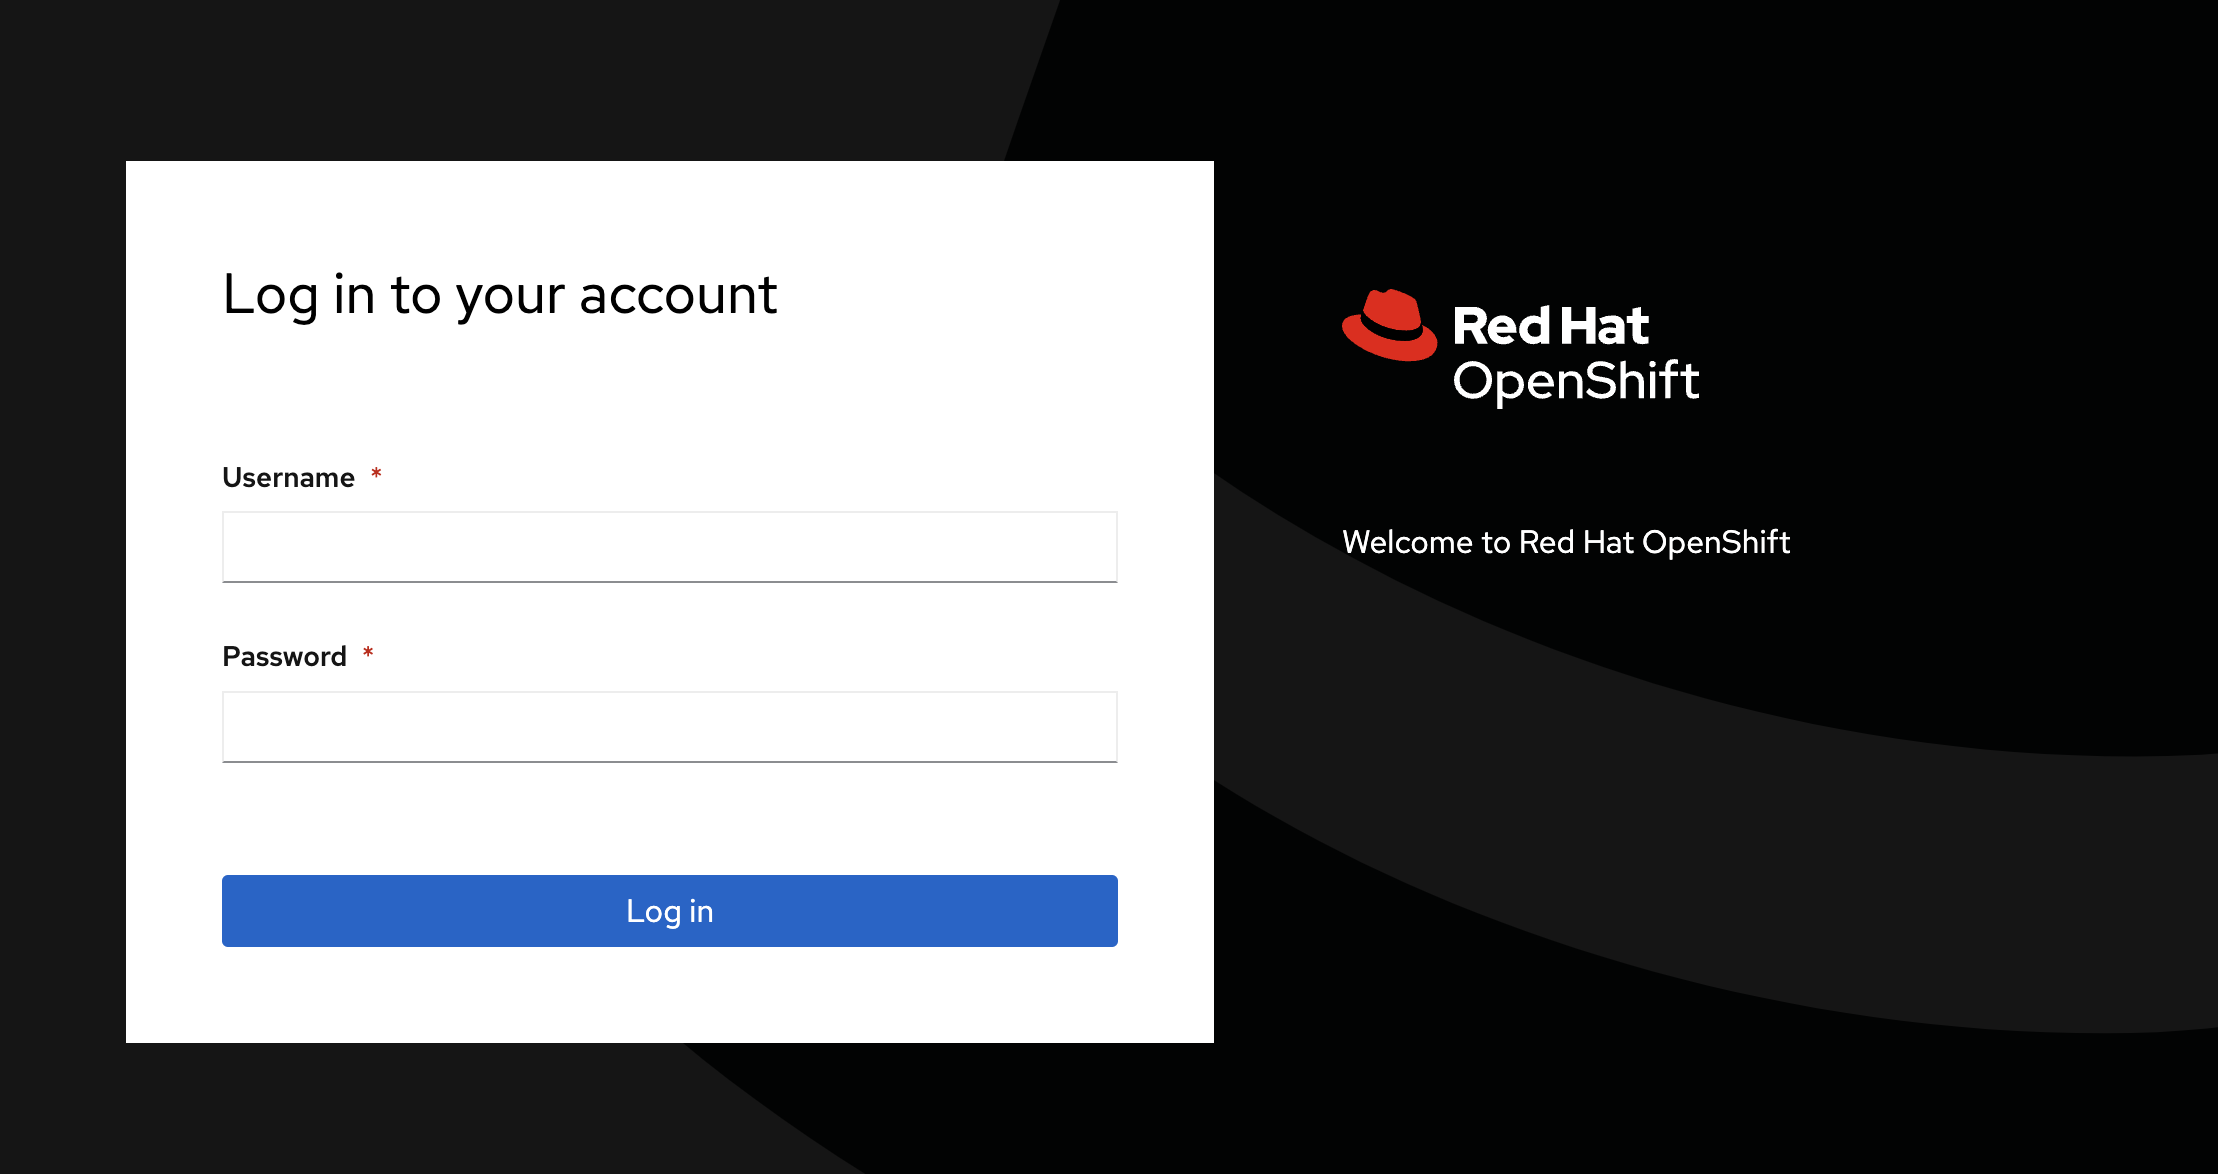 Log in to your account
Username *
Password *
Log in
Red Hat
OpenShift
Welcome to Red Hat OpenShift